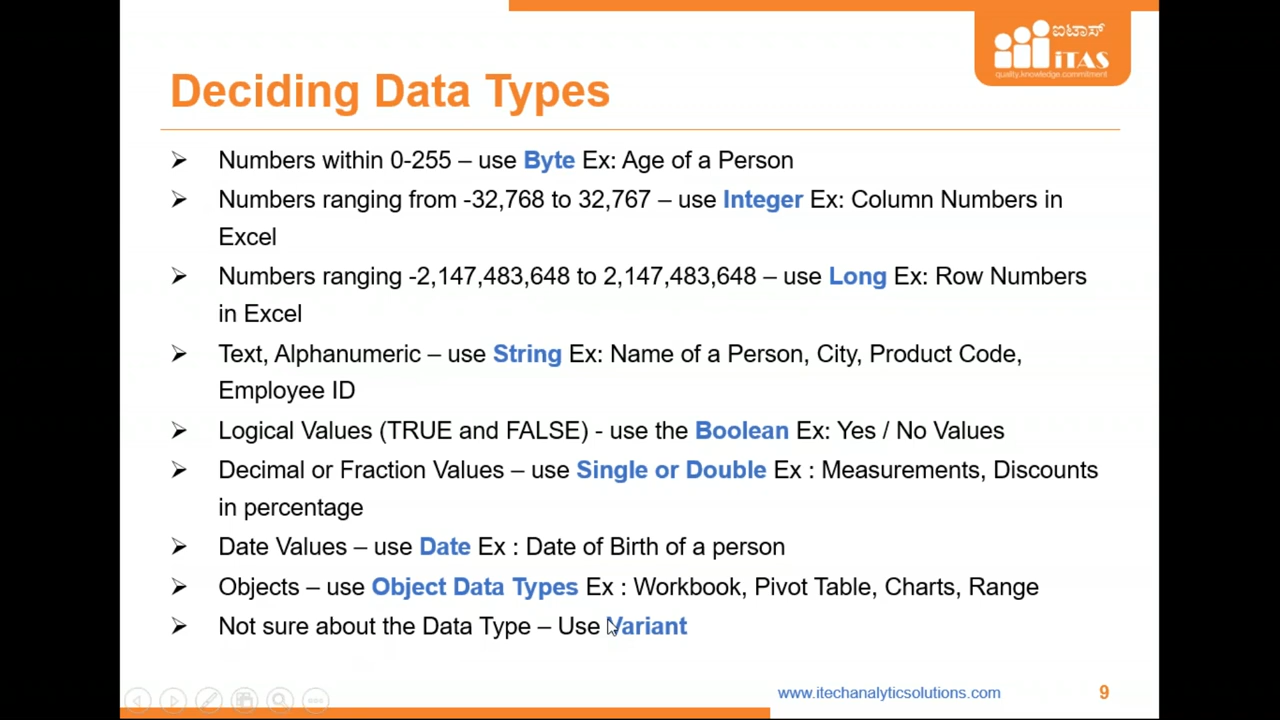 ಐಟಾಸ್
iTAS
quality.knowledge.commitment
Deciding Data Types
➢ Numbers within 0-255 – use Byte Ex: Age of a Person
➢ Numbers ranging from -32,768 to 32,767 – use Integer Ex: Column Numbers in
Excel
➢ Numbers ranging -2,147,483,648 to 2,147,483,648 – use Long Ex: Row Numbers
in Excel
➢ Text, Alphanumeric – use String Ex: Name of a Person, City, Product Code,
Employee ID
➢ Logical Values (TRUE and FALSE) - use the Boolean Ex: Yes / No Values
➢ Decimal or Fraction Values – use Single or Double Ex : Measurements, Discounts
in percentage
➢ Date Values – use Date Ex : Date of Birth of a person
➢ Objects – use Object Data Types Ex : Workbook, Pivot Table, Charts, Range
➢ Not sure about the Data Type – Use Variant
www.itechanalyticsolutions.com 9